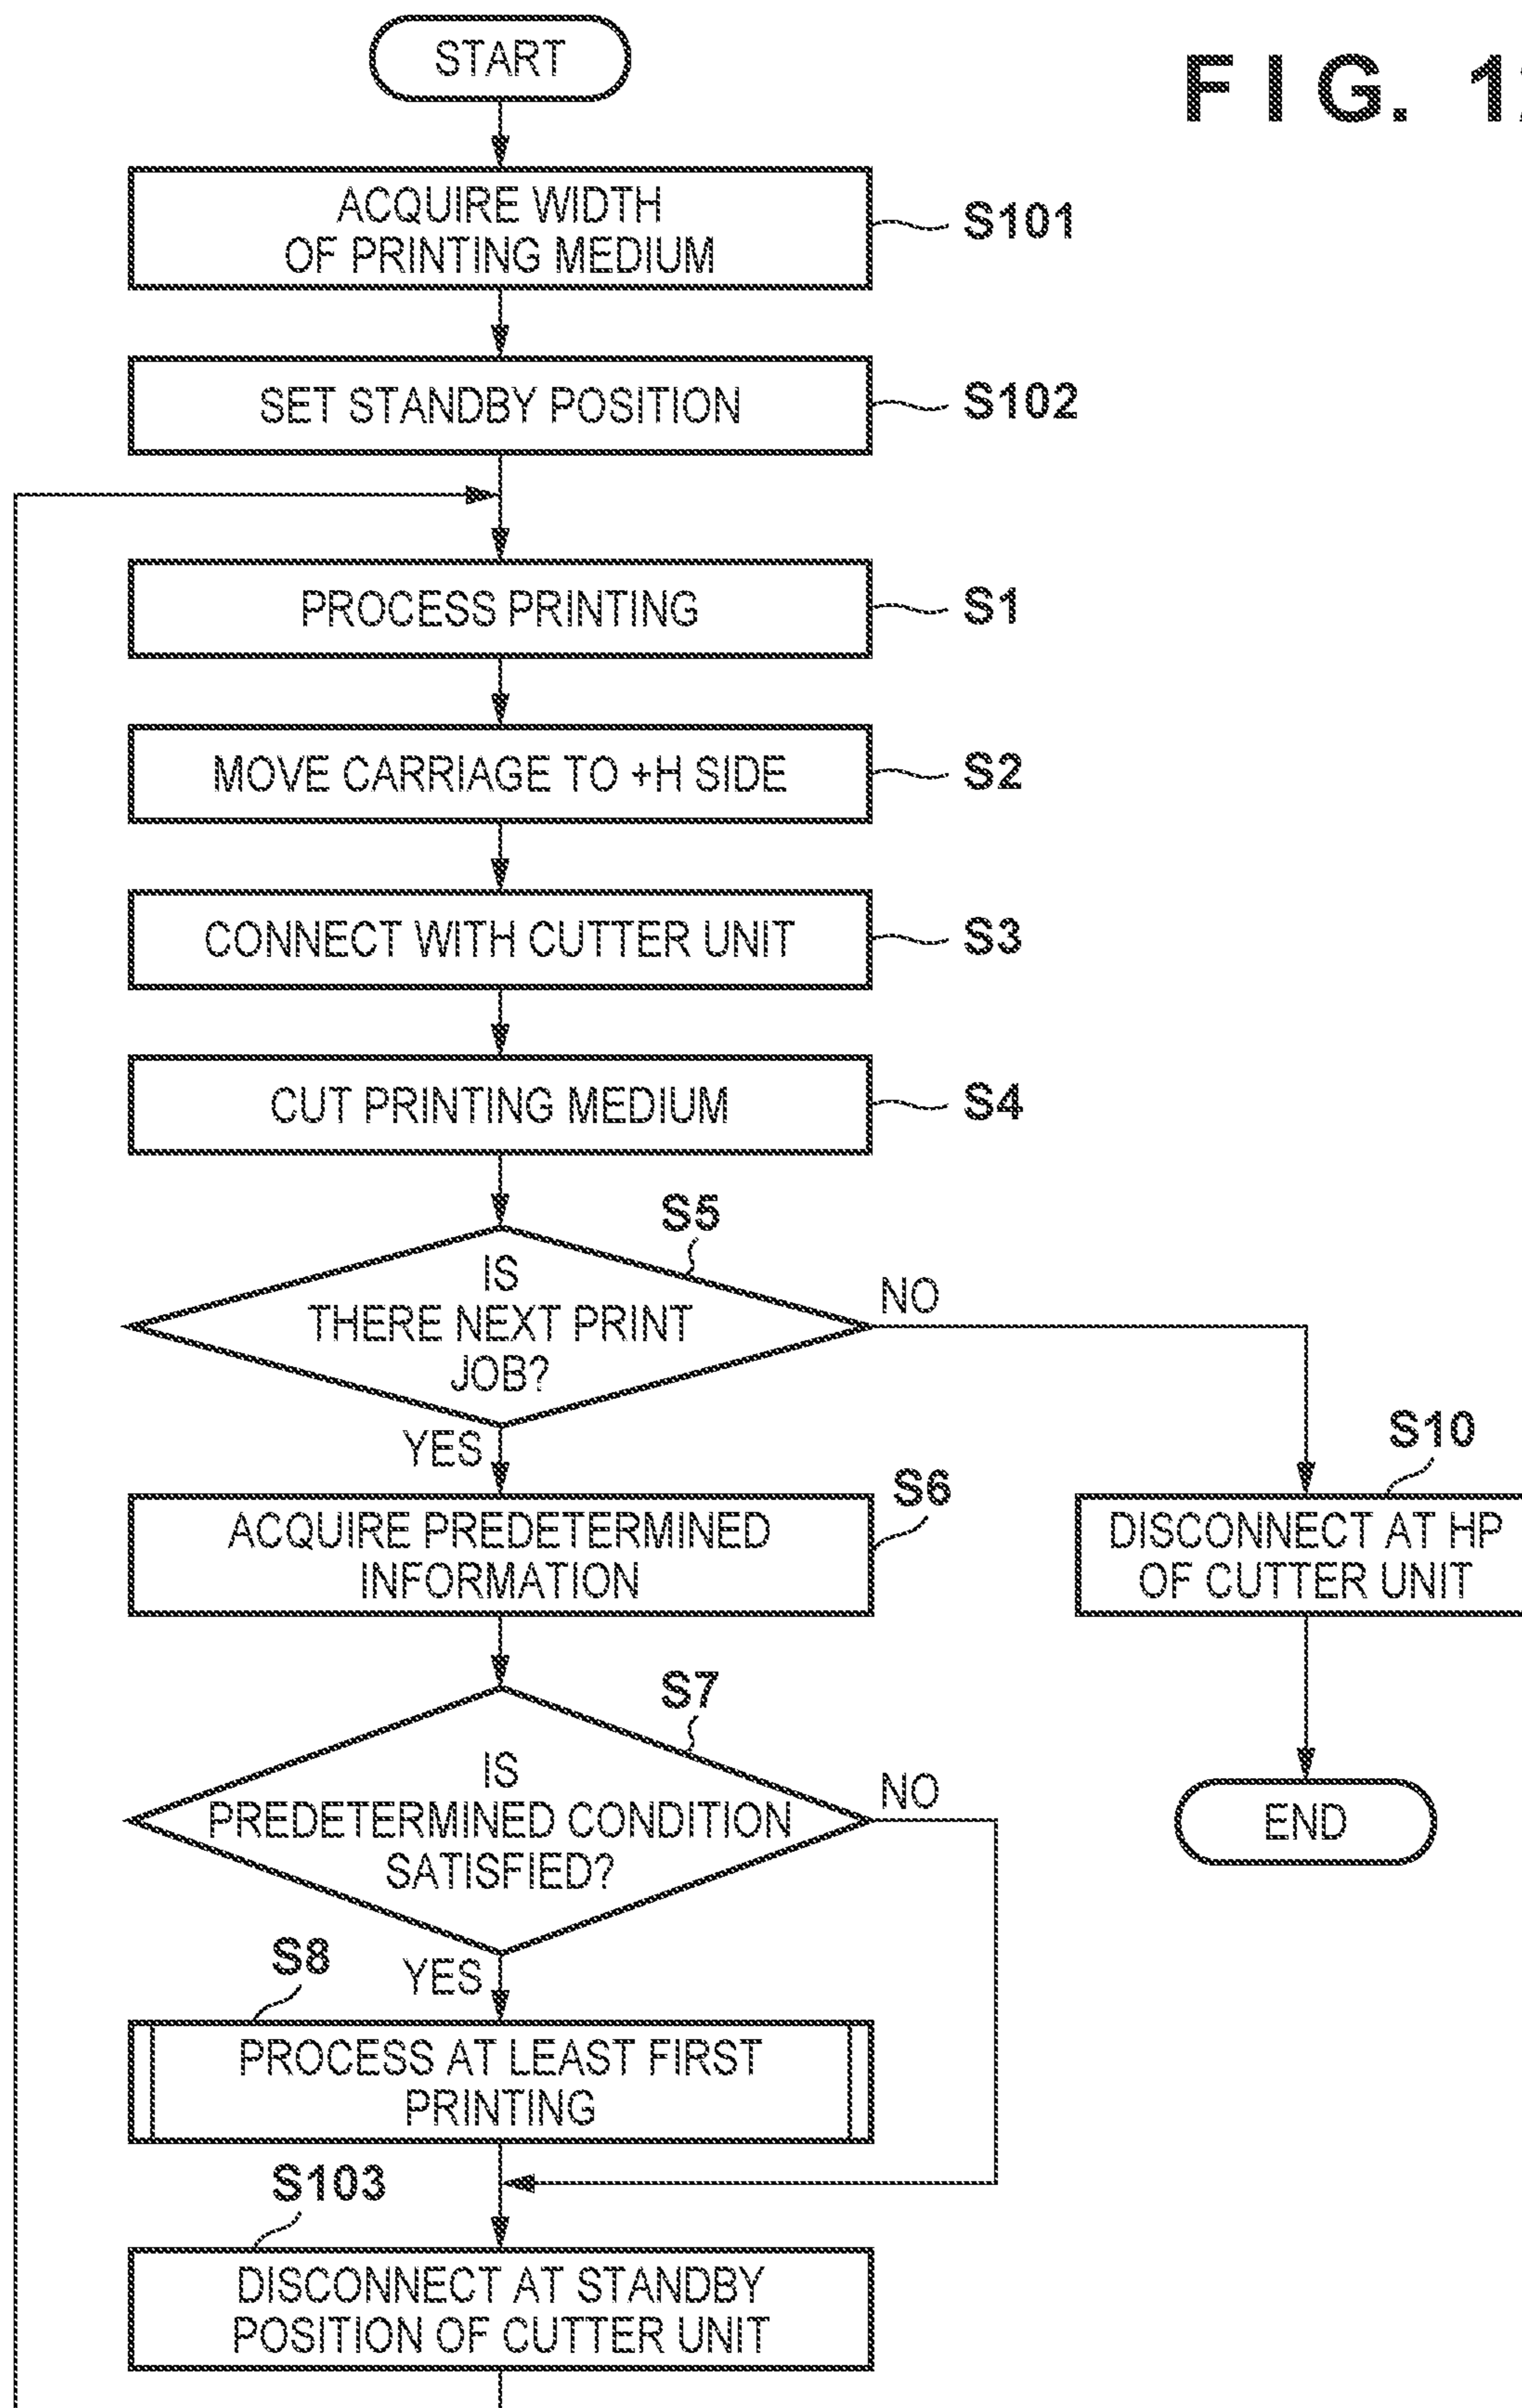 START
F I G. 12
ACQUIRE WIDTH
OF PRINTING MEDIUM
S101
SET STANDBY POSITION
S102
PROCESS PRINTING
S1
MOVE CARRIAGE TO +H SIDE
S2
CONNECT WITH CUTTER UNIT
S3
CUT PRINTING MEDIUM
S4
S5
IS
THERE NEXT PRINT
JOB?
NO
YES
S10
S6
ACQUIRE PREDETERMINED
INFORMATION
DISCONNECT AT HP
OF CUTTER UNIT
S7
IS
PREDETERMINED CONDITION
SATISFIED?
NO
END
S8
YES
PROCESS AT LEAST FIRST
PRINTING
S103
DISCONNECT AT STANDBY
POSITION OF CUTTER UNIT